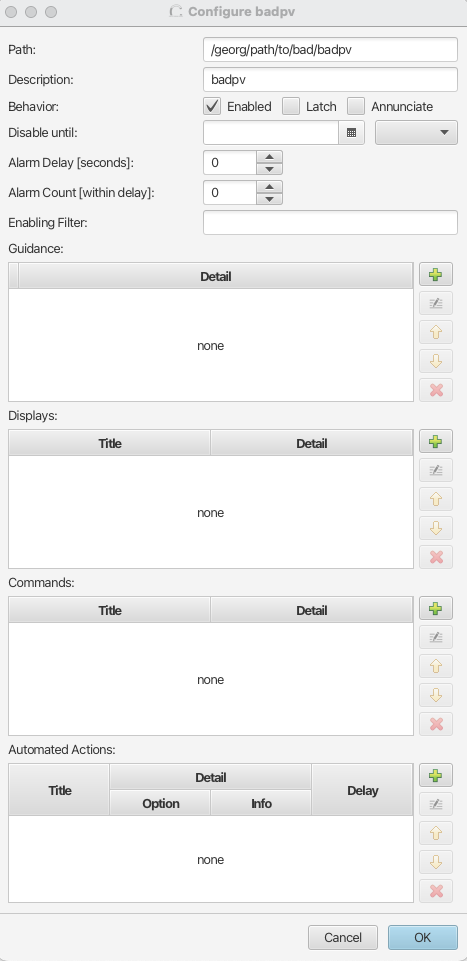 Configure badpv
Path: /georg/path/to/bad/badpv
Description: badpv
Behavior: Enabled Latch Annunciate
Disable until:
Alarm Delay [seconds]: 0
Alarm Count [within delay]: 0
Enabling Filter:
Guidance:
Detail
none
Displays:
Title Detail
none
Commands:
Title Detail
none
Automated Actions:
Title Detail Delay
Option Info
none
Cancel OK